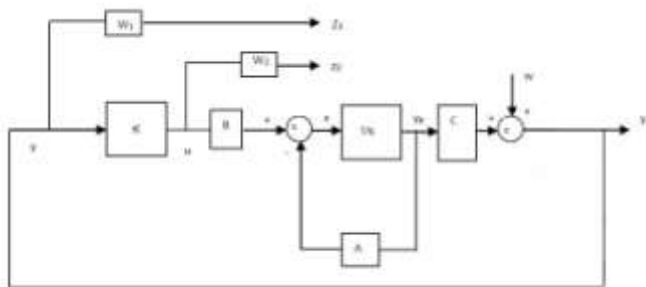 W₁
Z₁
W₂
Z₂
W
K
B
+
+
1/s
C
+
+
Y
V
u
-
A